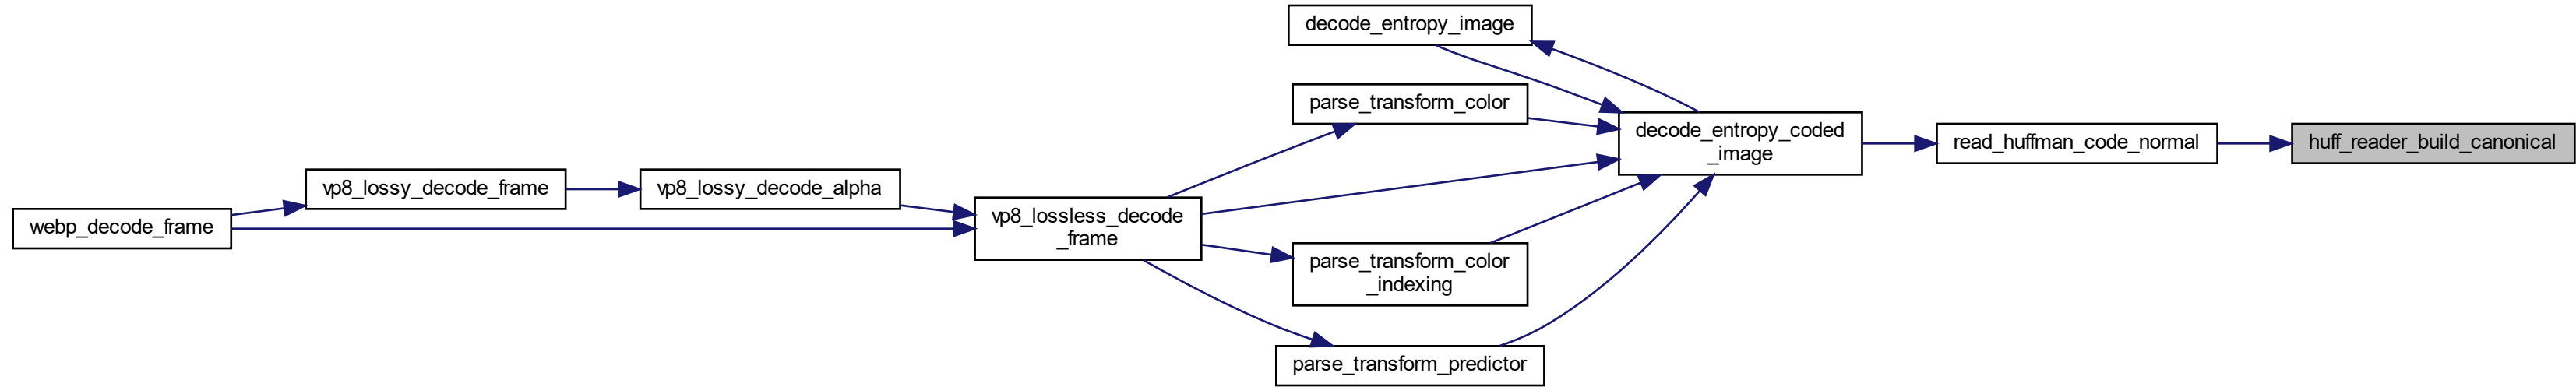 webp_decode_frame
vp8_lossy_decode_frame
vp8_lossy_decode_alpha
vp8_lossless_decode
_frame
decode_entropy_image
parse_transform_color
parse_transform_color
_indexing
parse_transform_predictor
decode_entropy_coded
_image
read_huffman_code_normal
huff_reader_build_canonical